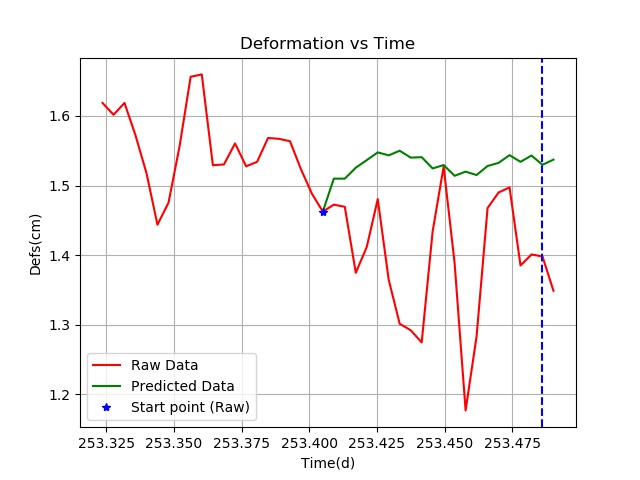 Deformation vs Time
Defs(cm)
1.6
1.5
1.4
1.3
1.2
Raw Data
Predicted Data
Start point (Raw)
253.325 253.350 253.375 253.400 253.425 253.450 253.475
Time(d)